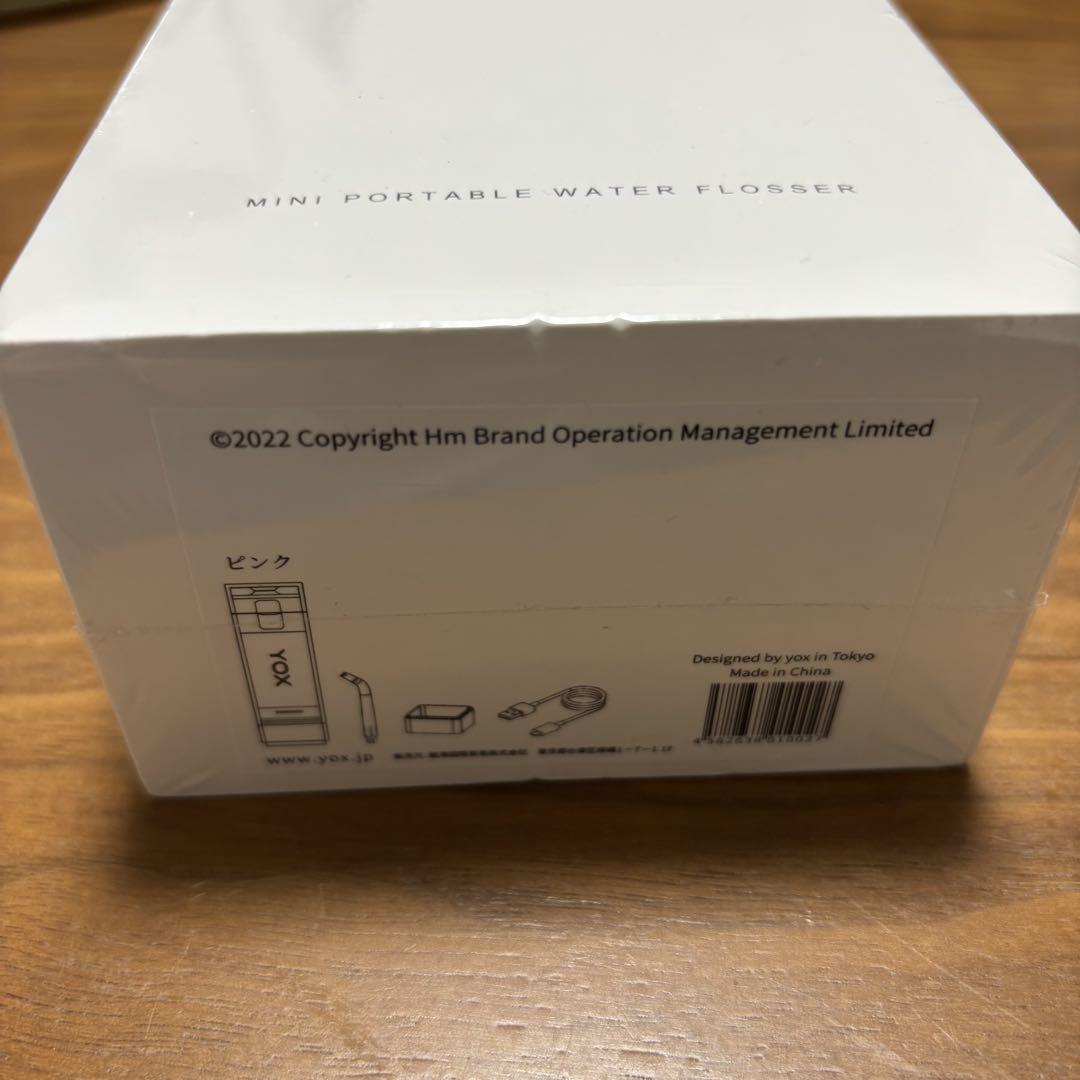 MINI PORTABLE WATER FLOSSER
©2022 Copyright Hm Brand Operation Management Limited
ピンク
YOX
Designed by yox in Tokyo
Made in China
www.yox.jp